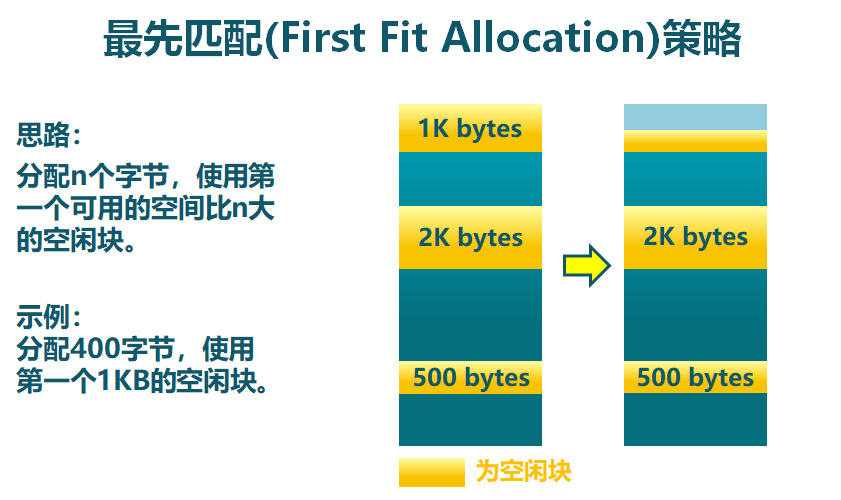 最先匹配(First Fit Allocation)策略
思路：
分配n个字节，使用第
一个可用的空间比n大
的空闲块。
示例：
分配400字节，使用
第一个1KB的空闲块。
1K bytes
2K bytes
500 bytes
2K bytes
500 bytes
为空闲块